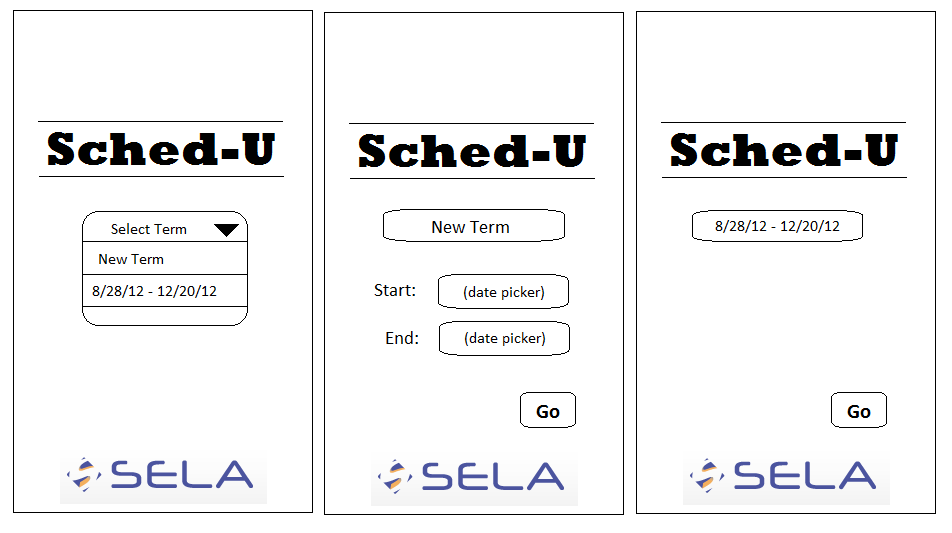 Sched-U
Select Term
New Term
8/28/12 - 12/20/12
SELA
Sched-U
New Term
Start: (date picker)
End: (date picker)
Go
SELA
Sched-U
8/28/12 - 12/20/12
Go
SELA